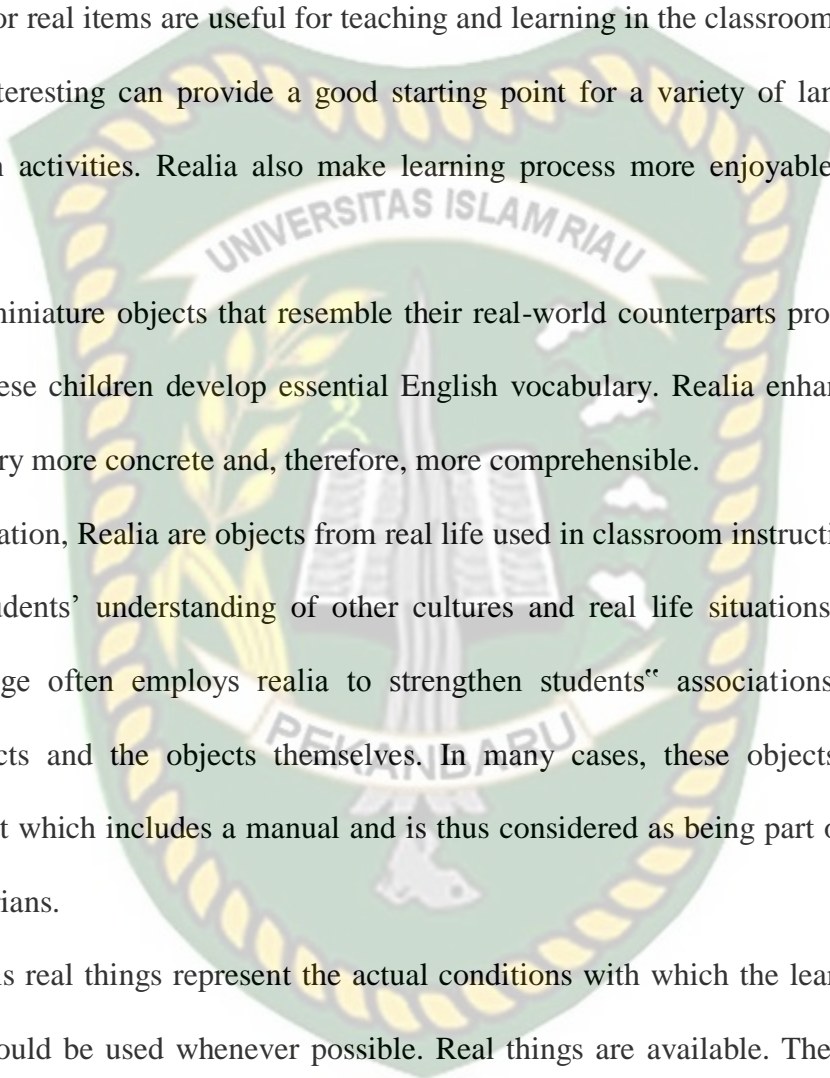 or real items are useful for teaching and learning in the classroom
teresting can provide a good starting point for a variety of lan
activities. Realia also make learning process more enjoyable
UNIVERSITAS ISLAM RIAU
miniature objects that resemble their real-world counterparts pro
ese children develop essential English vocabulary. Realia enhan
ry more concrete and, therefore, more comprehensible.
ation, Realia are objects from real life used in classroom instructi
udents’ understanding of other cultures and real life situations
ge often employs realia to strengthen students‟ associations
cts and the objects themselves. In many cases, these objects
PEKANBARU
t which includes a manual and is thus considered as being part o
rians.
is real things represent the actual conditions with which the lear
ould be used whenever possible. Real things are available. The